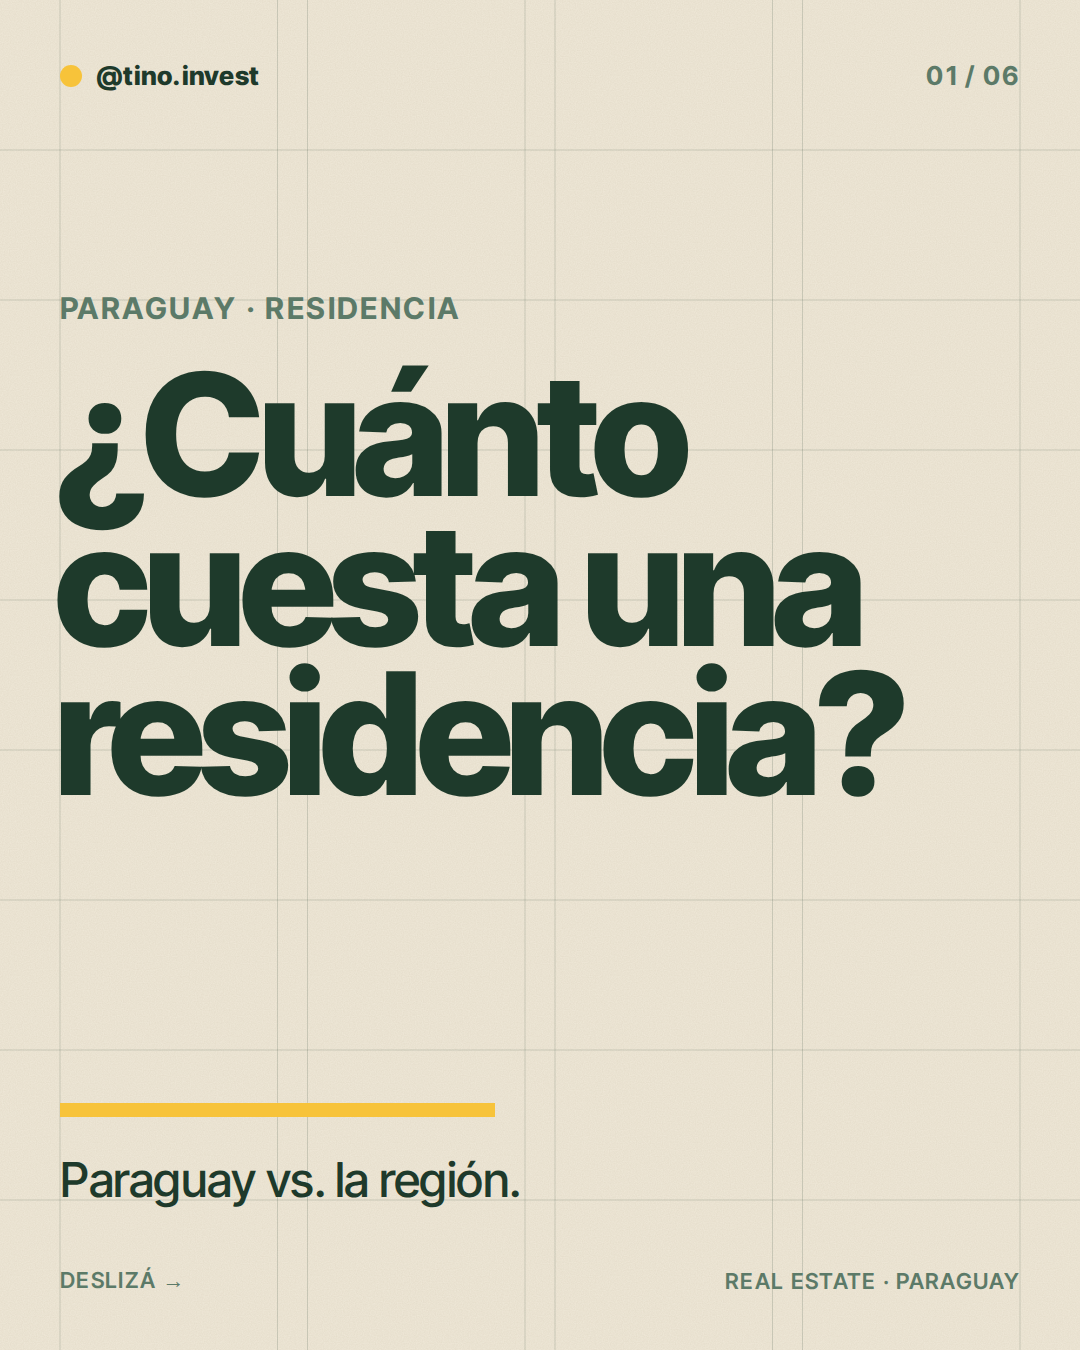 @tino.invest
01 / 06
PARAGUAY · RESIDENCIA
¿Cuánto
cuesta una
residencia?
Paraguay vs. la región.
DESLIZÁ →
REAL ESTATE · PARAGUAY